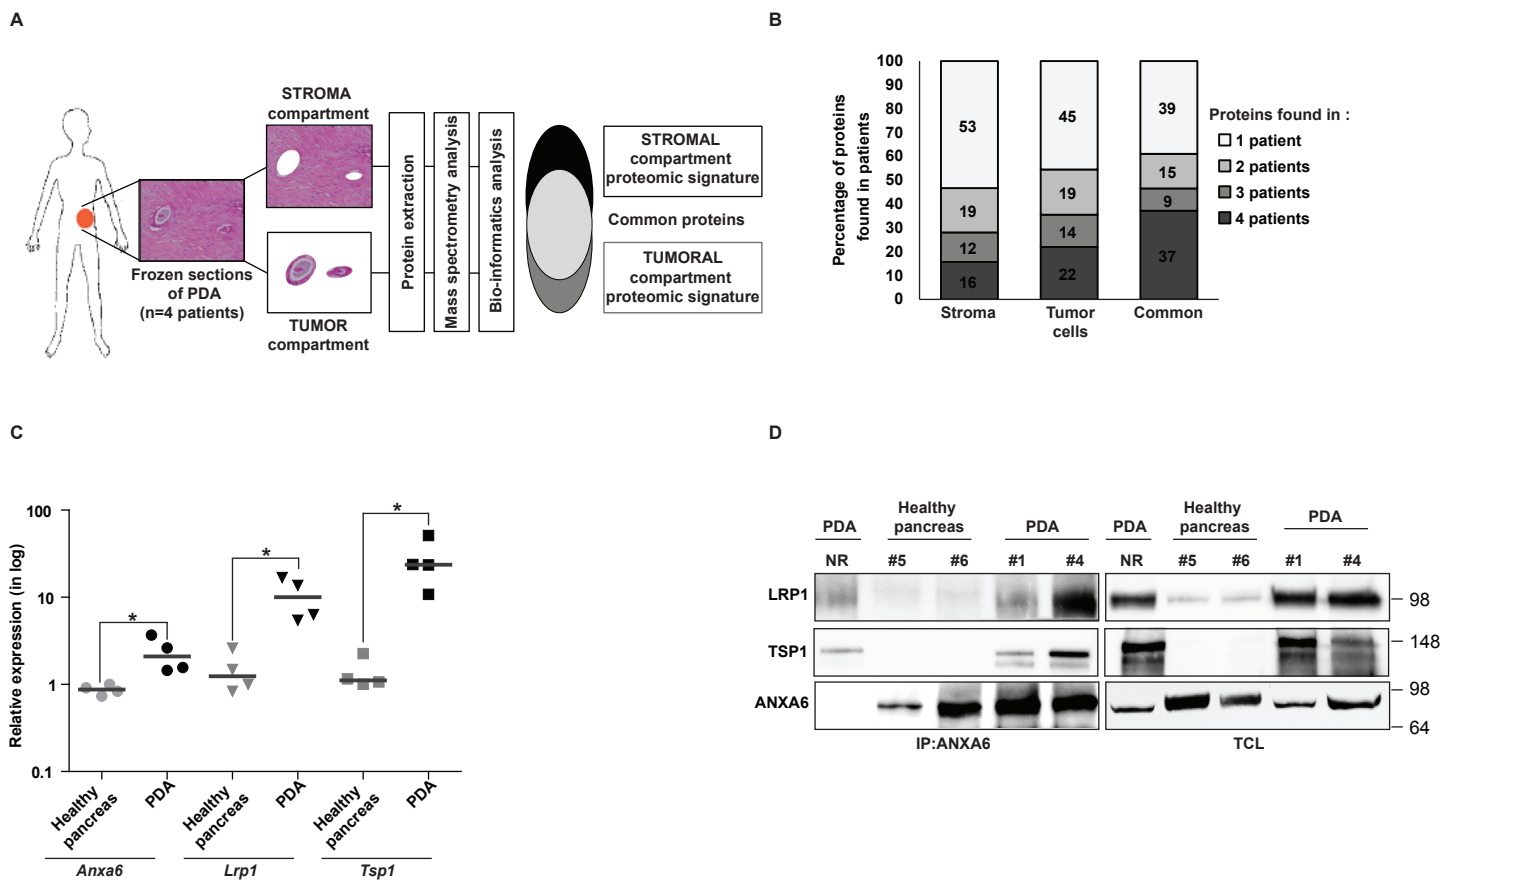 A
STROMA
compartment
Frozen sections
of PDA
(n=4 patients)
TUMOR
compartment
Protein extraction
Mass spectrometry analysis
Bio-informatics analysis
STROMAL
compartment
proteomic signature
Common proteins
TUMORAL
compartment
proteomic signature
B
Percentage of proteins
found in patients
100
90
80
70
60
50
40
30
20
10
0
53
19
12
16
45
19
14
22
39
15
9
37
Stroma
Tumor
cells
Common
Proteins found in :
1 patient
2 patients
3 patients
4 patients
C
Relative expression (in log)
100
10
1
0.1
*
*
*
Healthy
pancreas
PDA
Healthy
pancreas
PDA
Healthy
pancreas
PDA
Anxa6
Lrp1
Tsp1
D
PDA
Healthy
pancreas
PDA
PDA
Healthy
pancreas
PDA
NR #5 #6 #1 #4 NR #5 #6 #1 #4
LRP1
98
TSP1
148
ANXA6
98
64
IP:ANXA6
TCL